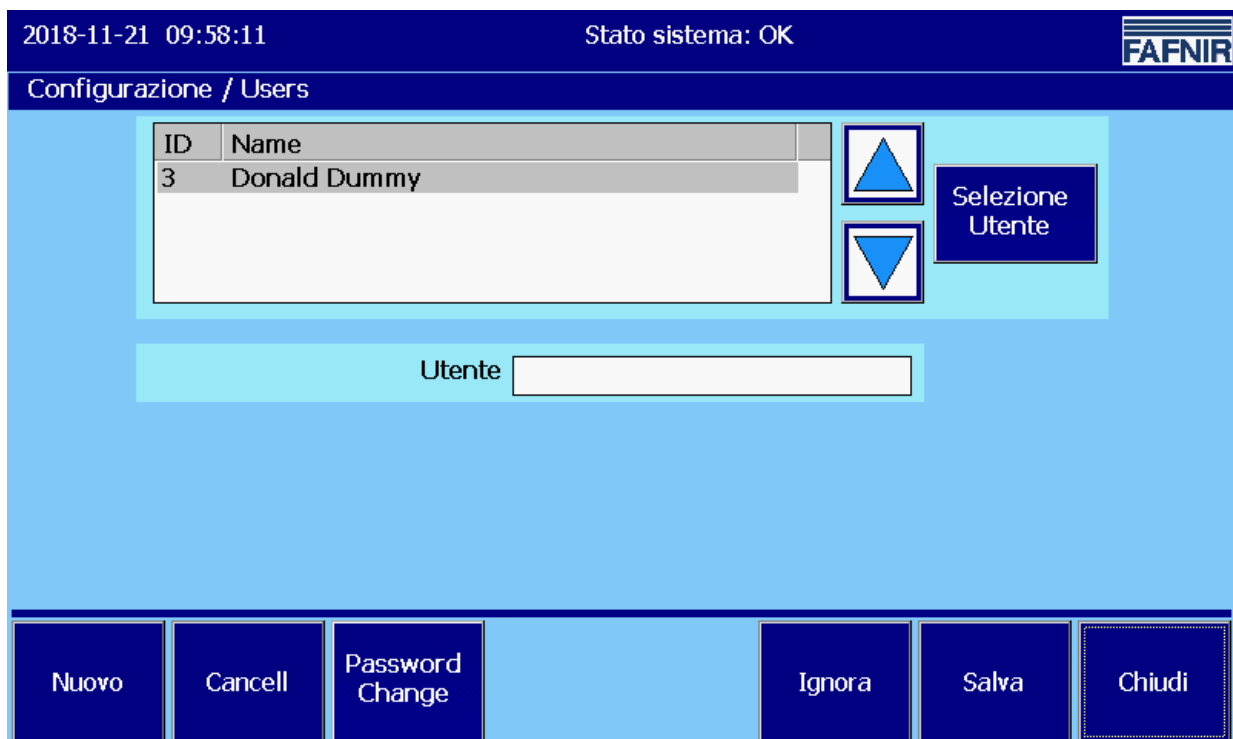 2018-11-21 09:58:11 Stato sistema: OK
FAFNIR
Configurazione / Users
ID Name
3 Donald Dummy
Selezione
Utente
Utente
Nuovo
Cancell
Password
Change
Ignora
Salva
Chiudi